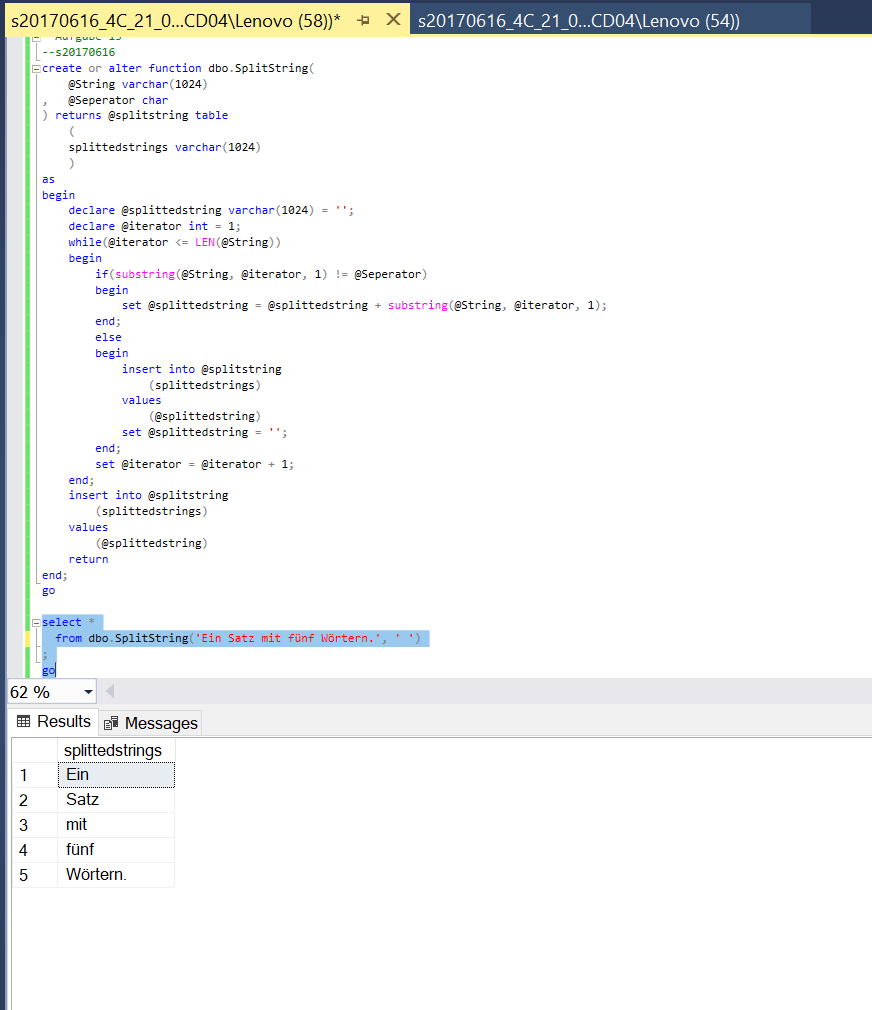 s20170616_4C_21_0...CD04\Lenovo (58))*
s20170616_4C_21_0...CD04\Lenovo (54))
--s20170616
create or alter function dbo.SplitString(
    @String varchar(1024)
,   @Seperator char
) returns @splitstring table
    (
    splittedstrings varchar(1024)
    )
as
begin
    declare @splittedstring varchar(1024) = '';
    declare @iterator int = 1;
    while(@iterator <= LEN(@String))
    begin
        if(substring(@String, @iterator, 1) != @Seperator)
        begin
            set @splittedstring = @splittedstring + substring(@String, @iterator, 1);
        end;
        else
        begin
            insert into @splitstring
                (splittedstrings)
            values
                (@splittedstring)
            set @splittedstring = '';
        end;
        set @iterator = @iterator + 1;
    end;
    insert into @splitstring
        (splittedstrings)
    values
        (@splittedstring)
    return
end;
go
select *
  from dbo.SplitString('Ein Satz mit fünf Wörtern.', ' ')
;
go
62 %
Results Messages
splittedstrings
1 Ein
2 Satz
3 mit
4 fünf
5 Wörtern.